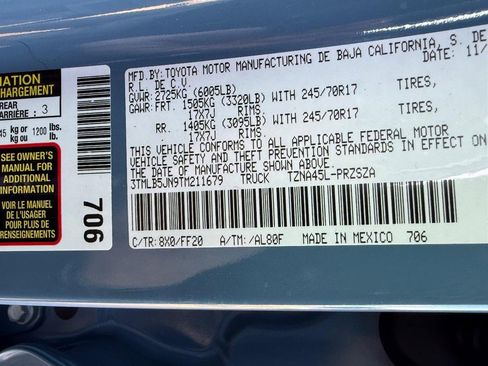 MATION
CHARGEMENT
REAR
ARRIÈRE: 3
45 kg or 1200 lbs.
kg ou lb.
SEE OWNER'S
MANUAL FOR
ADDITIONAL
INFORMATION
VOIR LE MANUEL
DE L'USAGER
POUR PLUS DE
RENSEIGNEMENTS
706
MFD.BY: TOYOTA MOTOR MANUFACTURING DE BAJA CALIFORNIA, S. DE
R.L. DE C.V. 11/
GVWR: 2725KG (6005LB)
GAWR: FRT. 1505KG (3320LB) WITH 245/70R17 TIRES,
17X7J RIMS
RR. 1405KG (3095LB) WITH 245/70R17 TIRES,
17X7J RIMS.
THIS VEHICLE CONFORMS TO ALL APPLICABLE FEDERAL MOTOR
VEHICLE SAFETY AND THEFT PREVENTION STANDARDS IN EFFECT ON
THE DATE OF MANUFACTURE SHOWN ABOVE.
3TMLB5JN9TM211679 TRUCK TZNA45L-PRZSZA
C/TR: 8X0/FF20 A/TM: /AL80F MADE IN MEXICO 706